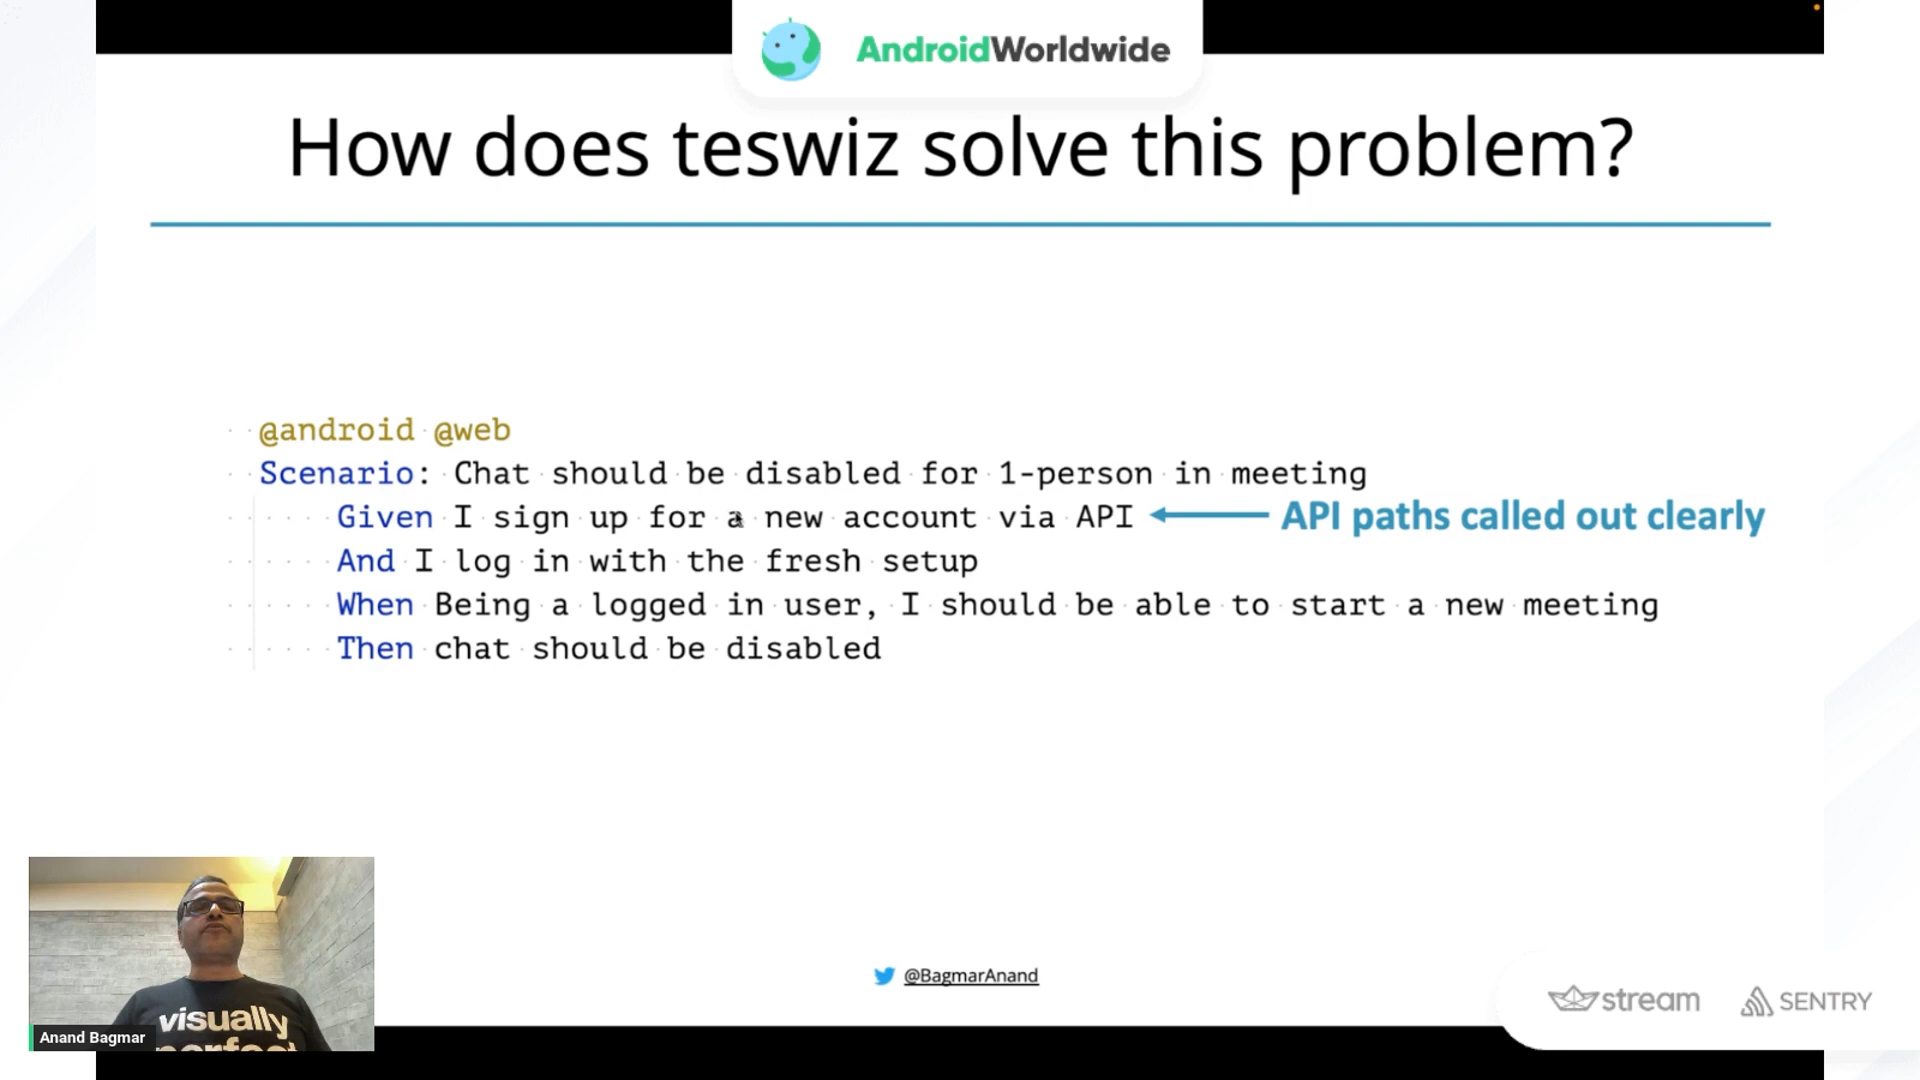 AndroidWorldwide
How does teswiz solve this problem?
@android @web
Scenario: Chat should be disabled for 1-person in meeting
Given I sign up for a new account via API
API paths called out clearly
And I log in with the fresh setup
When Being a logged in user, I should be able to start a new meeting
Then chat should be disabled
@BagmarAnand
visually
perfect
Anand Bagmar
stream
SENTRY